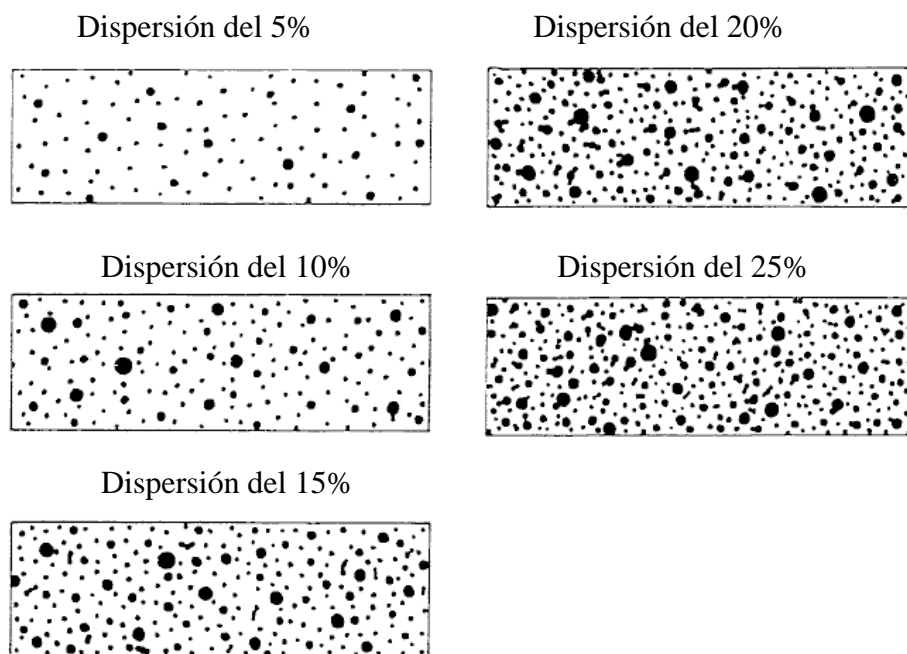 Dispersión del 5%
Dispersión del 20%
Dispersión del 10%
Dispersión del 25%
Dispersión del 15%